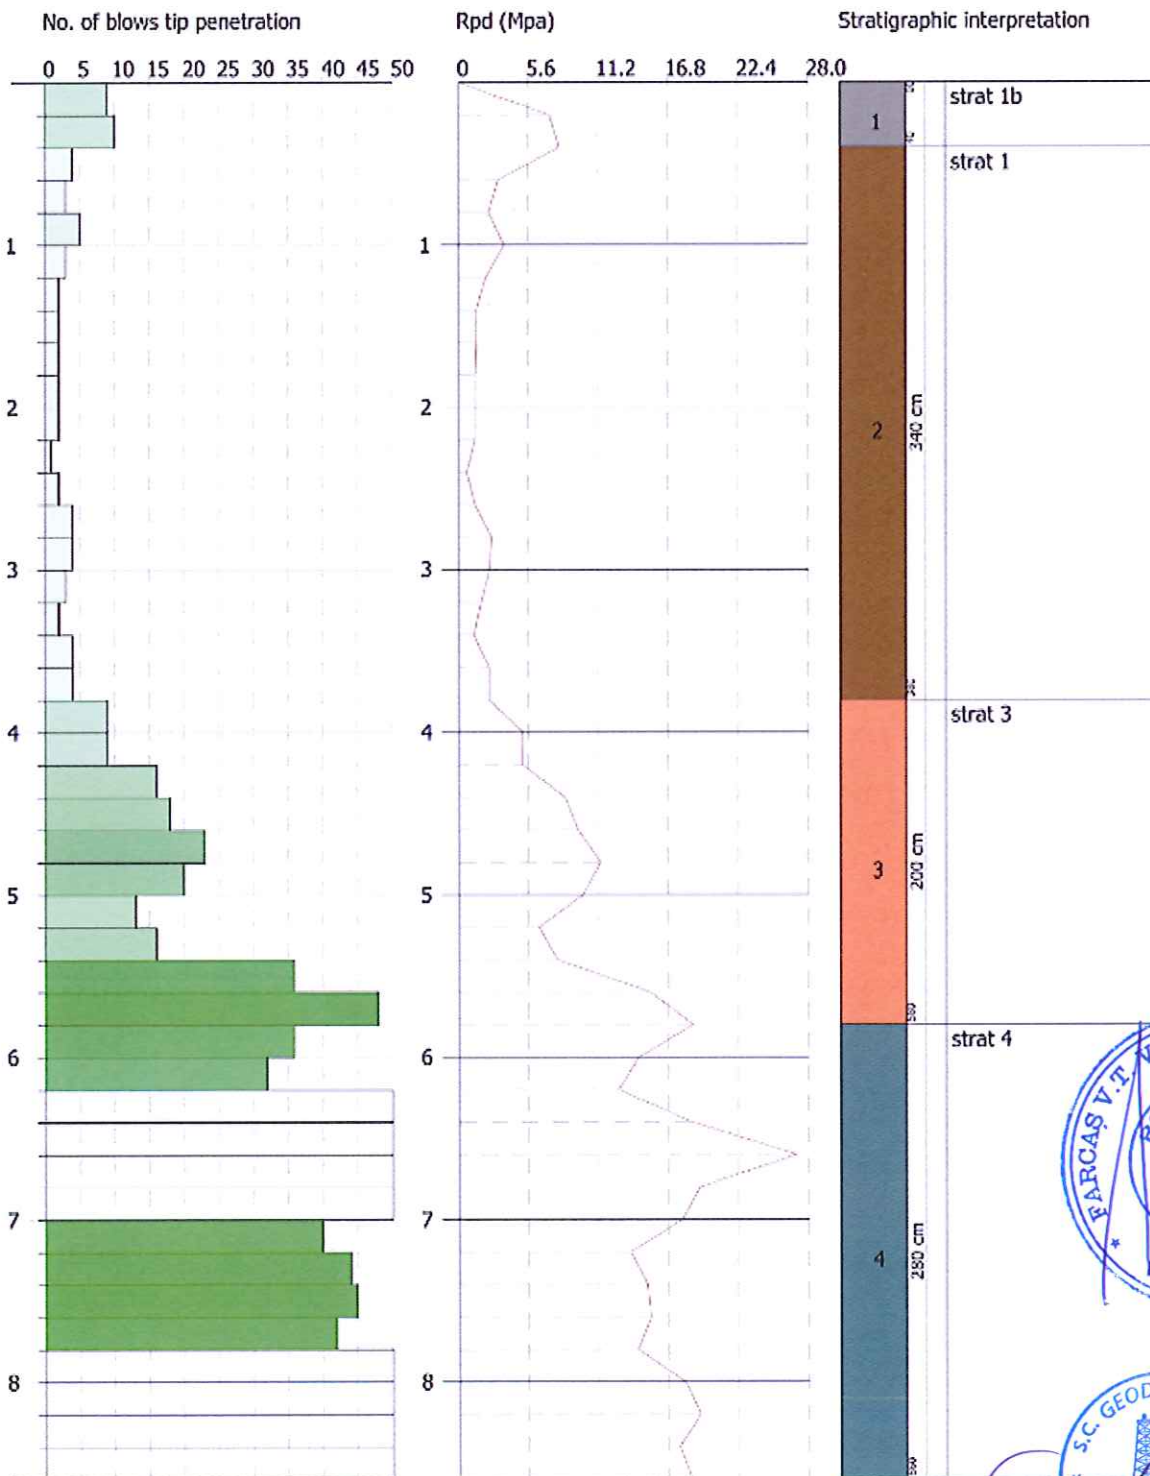 No. of blows tip penetration
Rpd (Mpa)
Stratigraphic interpretation
0 5 10 15 20 25 30 35 40 45 50
0 5.6 11.2 16.8 22.4 28.0
1
2
3
4
5
6
7
8
1
2
3
4
5
6
7
8
1
strat 1b
2
340 cm
strat 1
3
200 cm
strat 3
580
4
280 cm
strat 4
FARCAȘ V.T.
S.C. GEOD